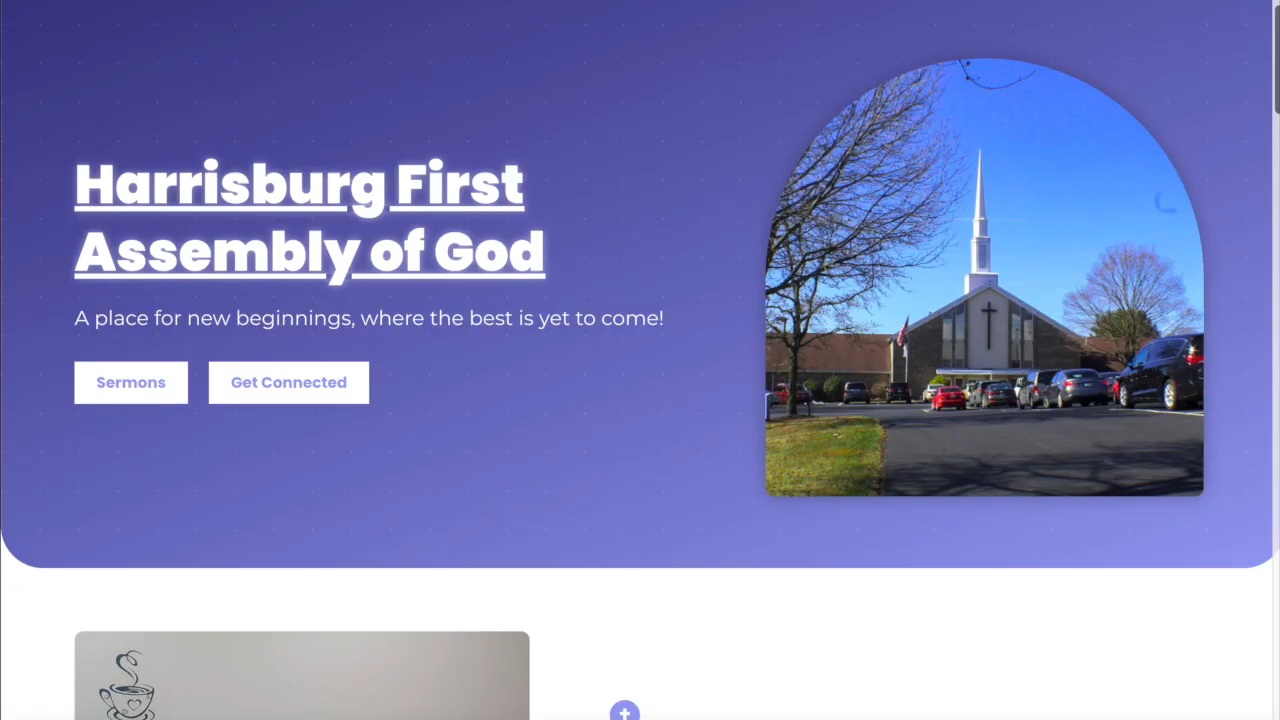 Harrisburg First
Assembly of God
A place for new beginnings, where the best is yet to come!
Sermons
Get Connected